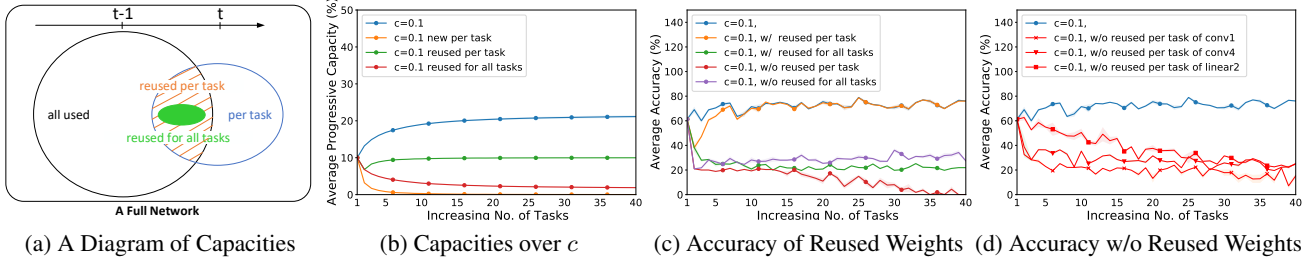 t-1
t
all used
reused per task
per task
reused for all tasks
A Full Network
(a) A Diagram of Capacities
Average Progressive Capacity (%)
50
40
30
20
10
0
c=0.1
c=0.1 new per task
c=0.1 reused per task
c=0.1 reused for all tasks
1 5 10 15 20 25 30 35 40
Increasing No. of Tasks
(b) Capacities over c
Average Accuracy (%)
140
120
100
80
60
40
20
0
c=0.1,
c=0.1, w/ reused per task
c=0.1, w/ reused for all tasks
c=0.1, w/o reused per task
c=0.1, w/o reused for all tasks
1 5 10 15 20 25 30 35 40
Increasing No. of Tasks
(c) Accuracy of Reused Weights
Average Accuracy (%)
140
120
100
80
60
40
20
0
c=0.1,
c=0.1, w/o reused per task of conv1
c=0.1, w/o reused per task of conv4
c=0.1, w/o reused per task of linear2
1 5 10 15 20 25 30 35 40
Increasing No. of Tasks
(d) Accuracy w/o Reused Weights